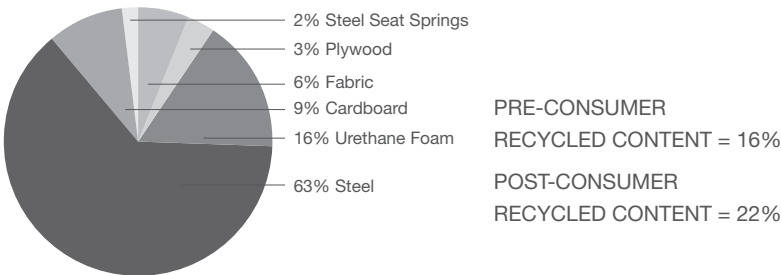 2% Steel Seat Springs
3% Plywood
6% Fabric
9% Cardboard
16% Urethane Foam
63% Steel
PRE-CONSUMER
RECYCLED CONTENT = 16%
POST-CONSUMER
RECYCLED CONTENT = 22%